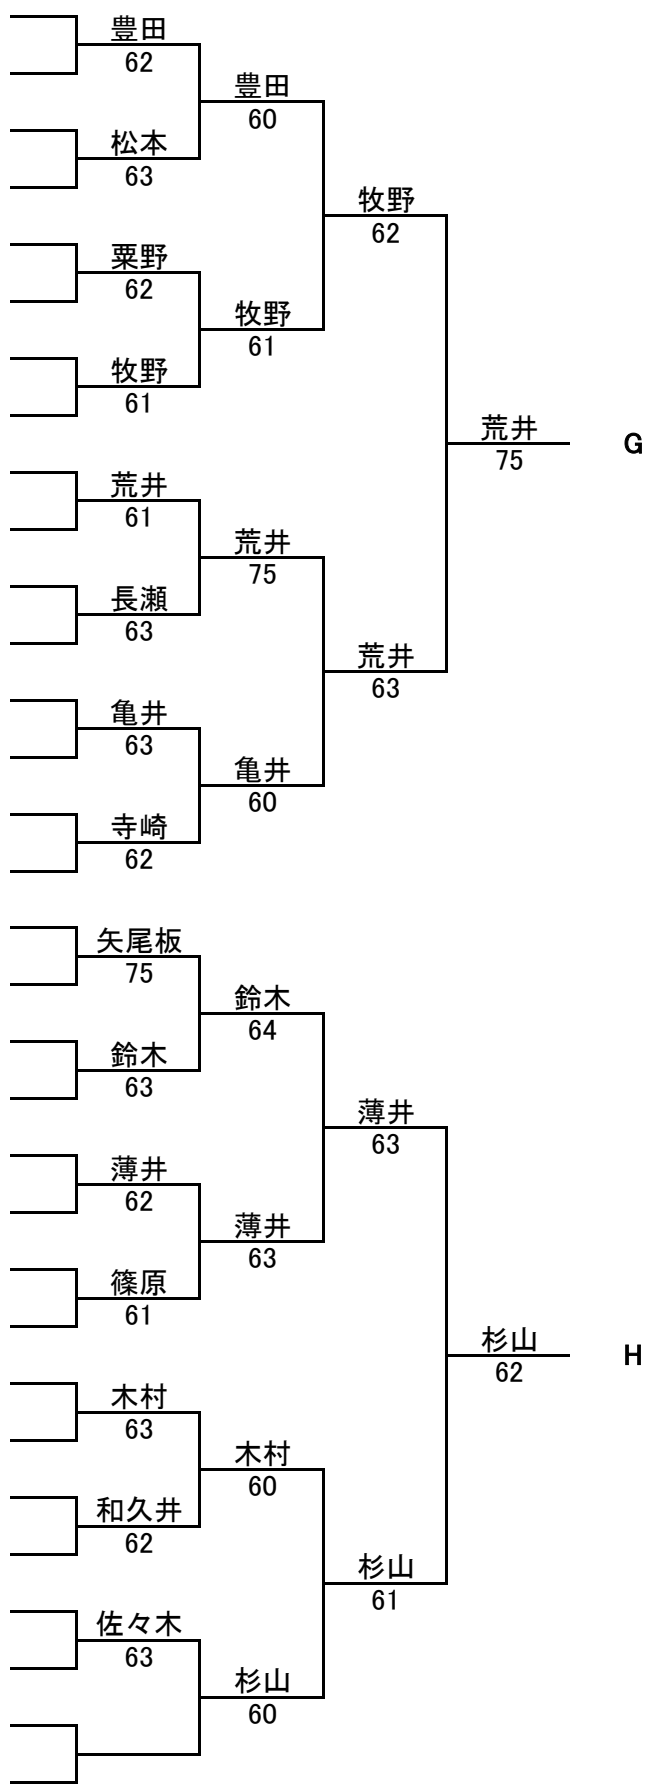 豊田
62
豊田
60
松本
63
牧野
62
粟野
62
牧野
61
牧野
61
荒井
75
G
荒井
61
荒井
75
長瀬
63
荒井
63
亀井
63
亀井
60
寺崎
62
矢尾板
75
鈴木
64
鈴木
63
薄井
63
薄井
62
薄井
63
篠原
61
杉山
62
H
木村
63
木村
60
和久井
62
杉山
61
佐々木
63
杉山
60